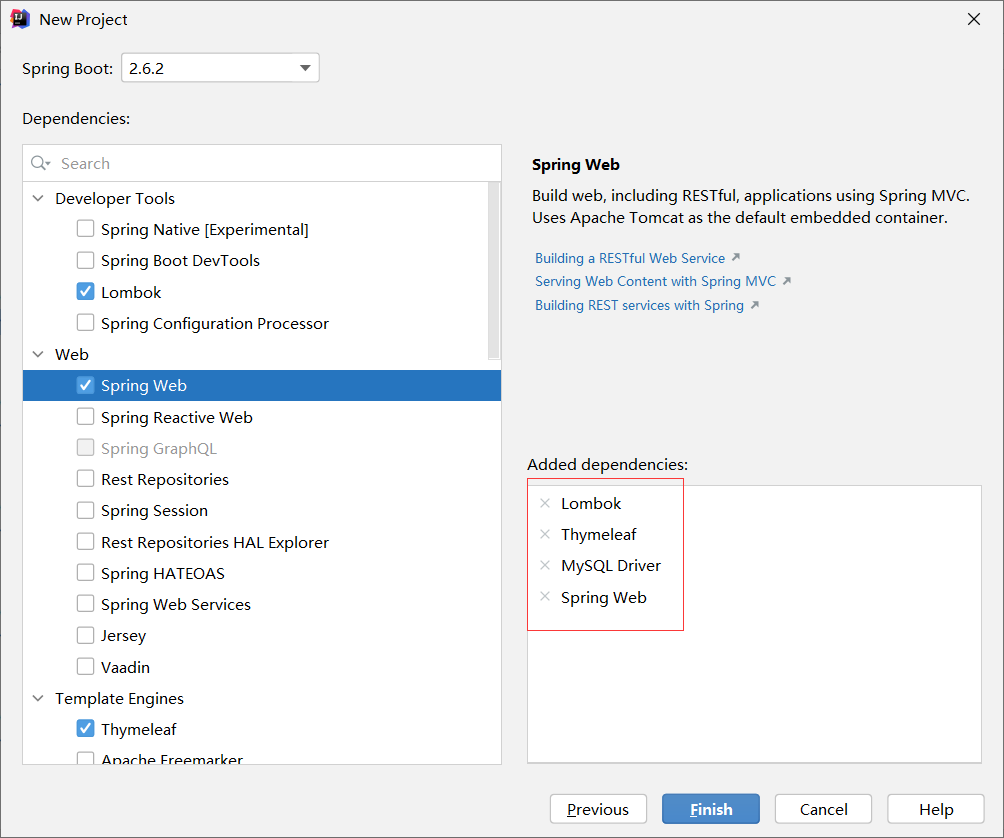 New Project
Spring Boot: 2.6.2
Dependencies:
Search
Developer Tools
Spring Native [Experimental]
Spring Boot DevTools
Lombok
Spring Configuration Processor
Web
Spring Web
Spring Reactive Web
Spring GraphQL
Rest Repositories
Spring Session
Rest Repositories HAL Explorer
Spring HATEOAS
Spring Web Services
Jersey
Vaadin
Template Engines
Thymeleaf
Apache Freemarker
Spring Web
Build web, including RESTful, applications using Spring MVC.
Uses Apache Tomcat as the default embedded container.
Building a RESTful Web Service
Serving Web Content with Spring MVC
Building REST services with Spring
Added dependencies:
Lombok
Thymeleaf
MySQL Driver
Spring Web
Previous
Finish
Cancel
Help